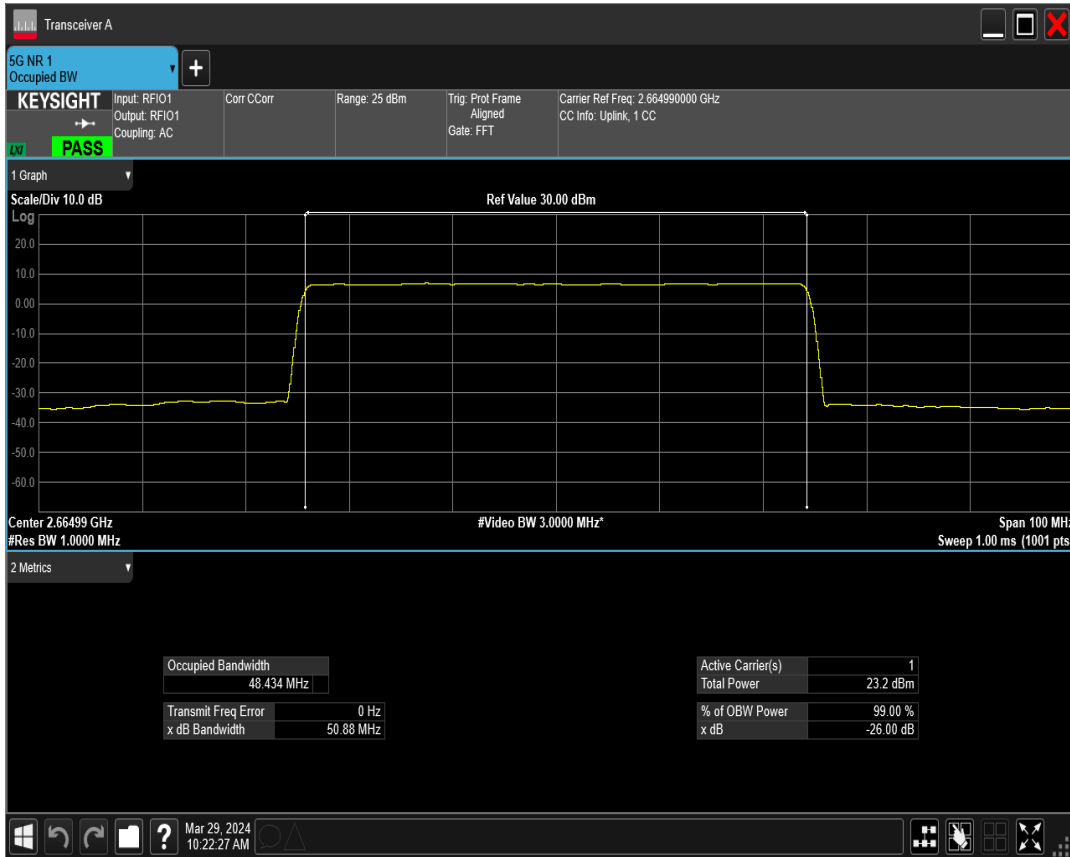 Transceiver A
5G NR 1
Occupied BW
KEYSIGHT
LXI
PASS
Input: RFIO1
Output: RFIO1
Coupling: AC
Corr CCorr
Range: 25 dBm
Trig: Prot Frame
Aligned
Gate: FFT
Carrier Ref Freq: 2.664990000 GHz
CC Info: Uplink, 1 CC
1 Graph
Scale/Div 10.0 dB
Ref Value 30.00 dBm
Log
20.0
10.0
0.00
-10.0
-20.0
-30.0
-40.0
-50.0
-60.0
Center 2.66499 GHz
#Video BW 3.0000 MHz*
Span 100 MHz
#Res BW 1.0000 MHz
Sweep 1.00 ms (1001 pts
2 Metrics
Occupied Bandwidth
48.434 MHz
Transmit Freq Error 0 Hz
x dB Bandwidth 50.88 MHz
Active Carrier(s) 1
Total Power 23.2 dBm
% of OBW Power 99.00 %
x dB -26.00 dB
?
Mar 29, 2024
10:22:27 AM